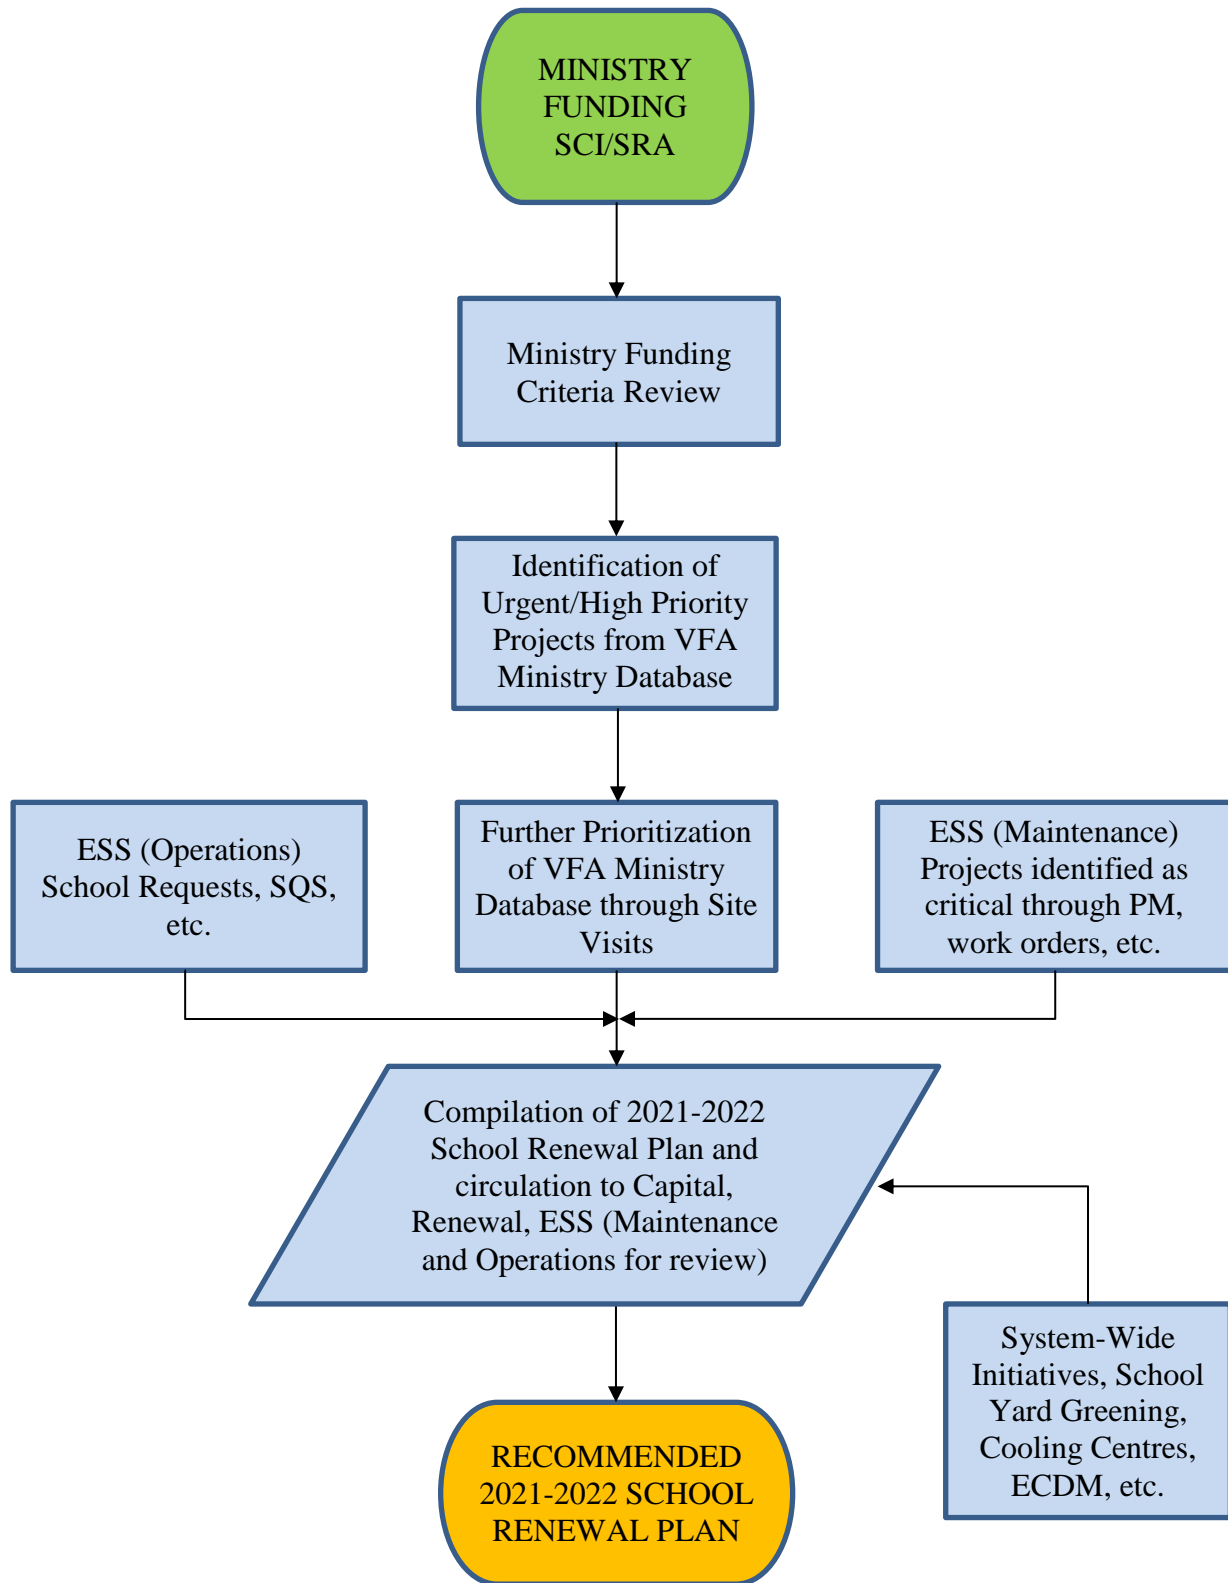 MINISTRY
FUNDING
SCI/SRA
Ministry Funding
Criteria Review
Identification of
Urgent/High Priority
Projects from VFA
Ministry Database
ESS (Operations)
School Requests, SQS,
etc.
Further Prioritization
of VFA Ministry
Database through Site
Visits
ESS (Maintenance)
Projects identified as
critical through PM,
work orders, etc.
Compilation of 2021-2022
School Renewal Plan and
circulation to Capital,
Renewal, ESS (Maintenance
and Operations for review)
System-Wide
Initiatives, School
Yard Greening,
Cooling Centres,
ECDM, etc.
RECOMMENDED
2021-2022 SCHOOL
RENEWAL PLAN